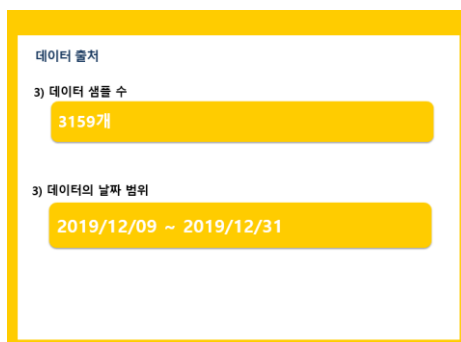 데이터 출처
3) 데이터 샘플 수
3159개
3) 데이터의 날짜 범위
2019/12/09 ~ 2019/12/31